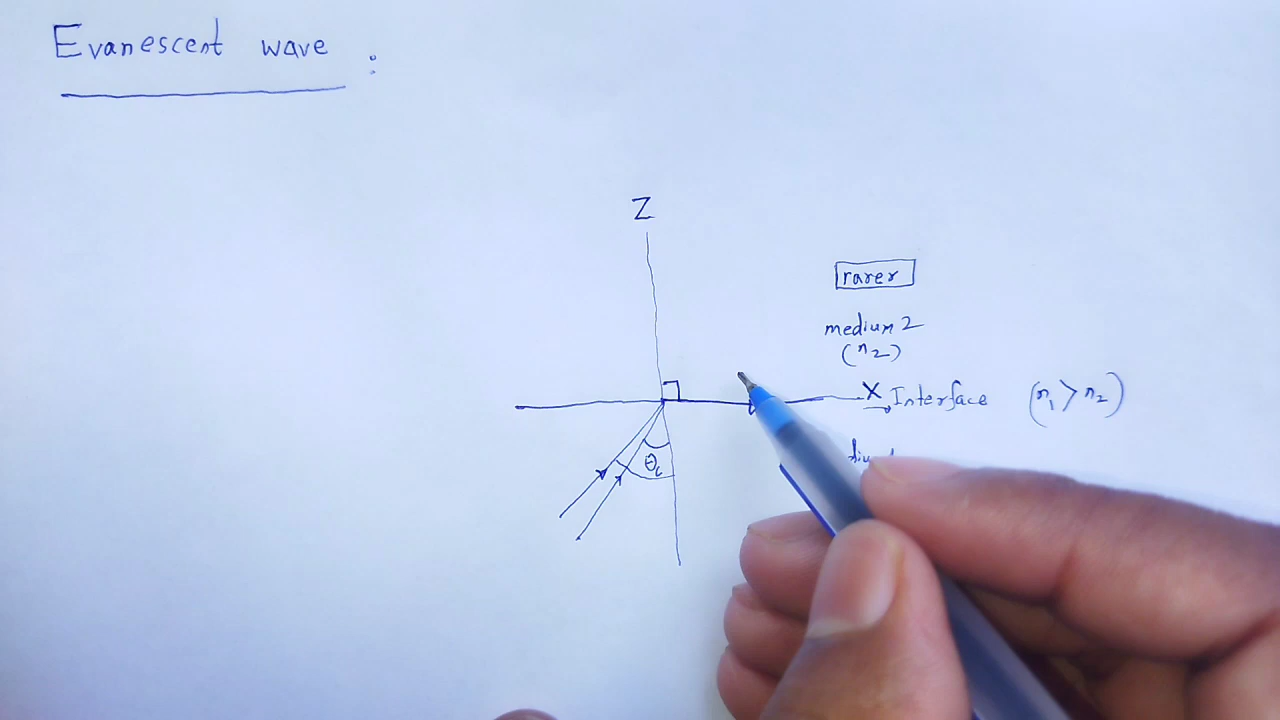 Evanescent wave :
Z
rarer
medium 2
(n2)
X Interface (n1 > n2)
θc